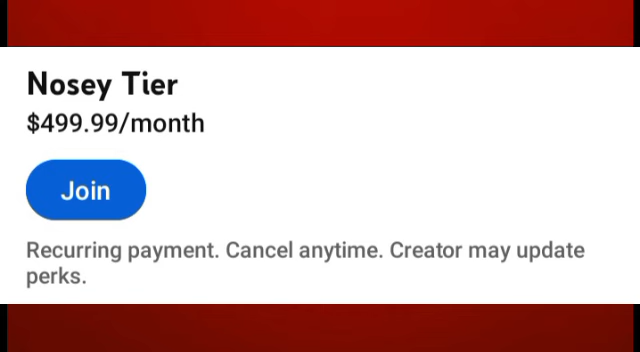 Nosey Tier
$499.99/month
Join
Recurring payment. Cancel anytime. Creator may update
perks.